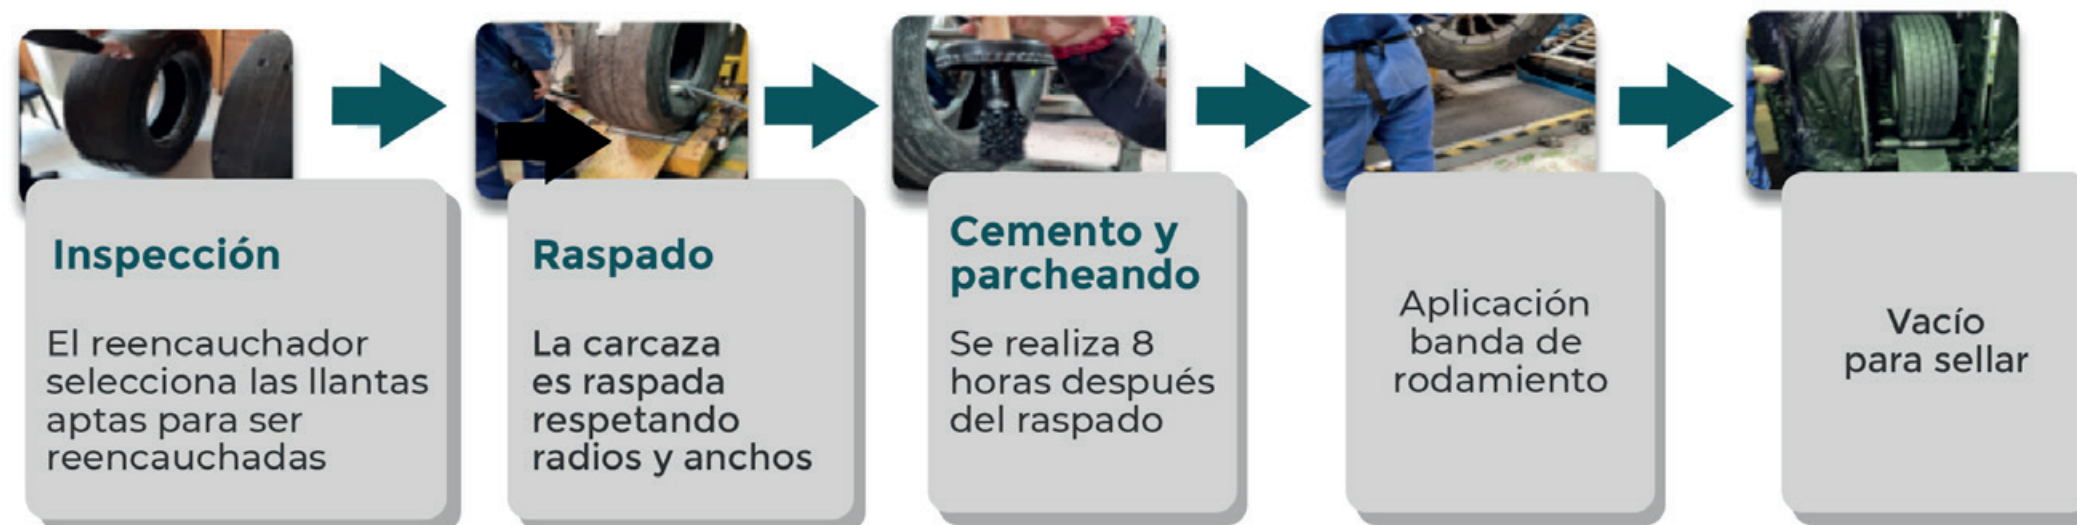 Inspección
El reencauchador
selecciona las llantas
aptas para ser
reencauchadas
Raspado
La carcaza
es raspada
respetando
radios y anchos
Cemento y
parcheando
Se realiza 8
horas después
del raspado
Aplicación
banda de
rodamiento
Vacío
para sellar